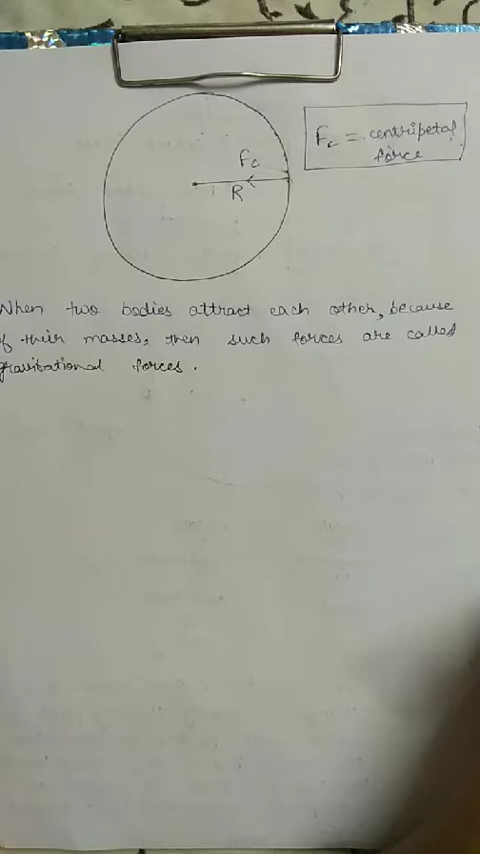 Fc
R
Fc = centripetal
force
When two bodies attract each other, because
of their masses, then such forces are called
gravitational forces.